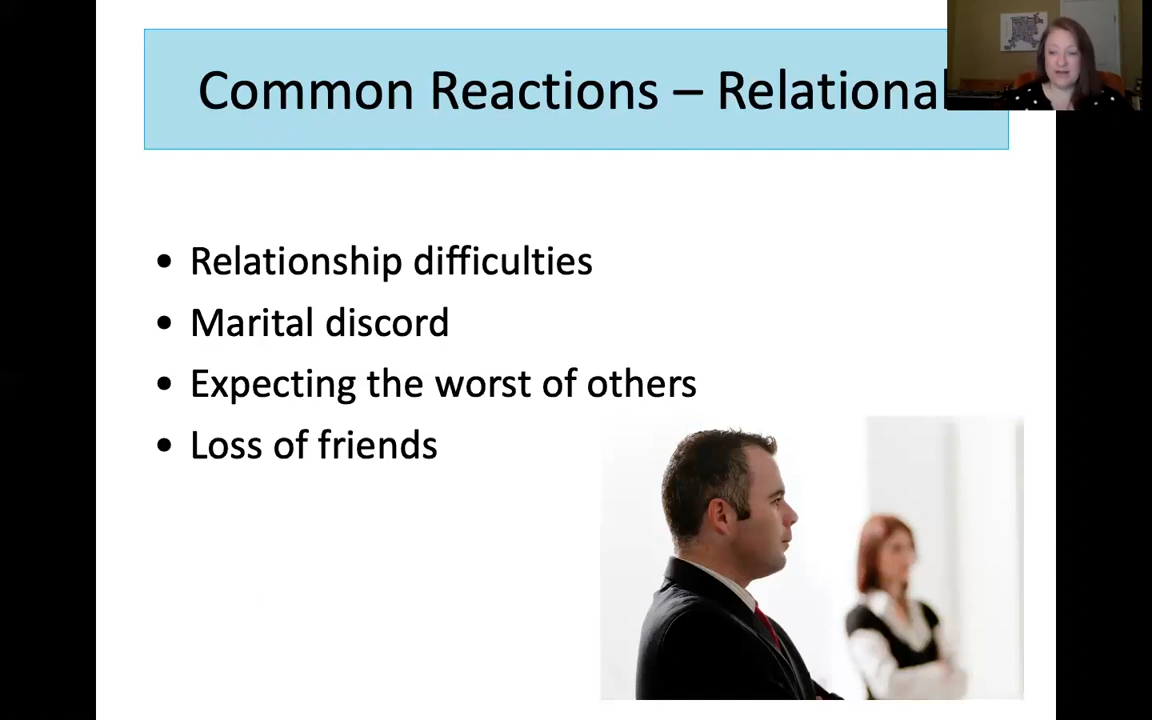 Common Reactions – Relational
• Relationship difficulties
• Marital discord
• Expecting the worst of others
• Loss of friends